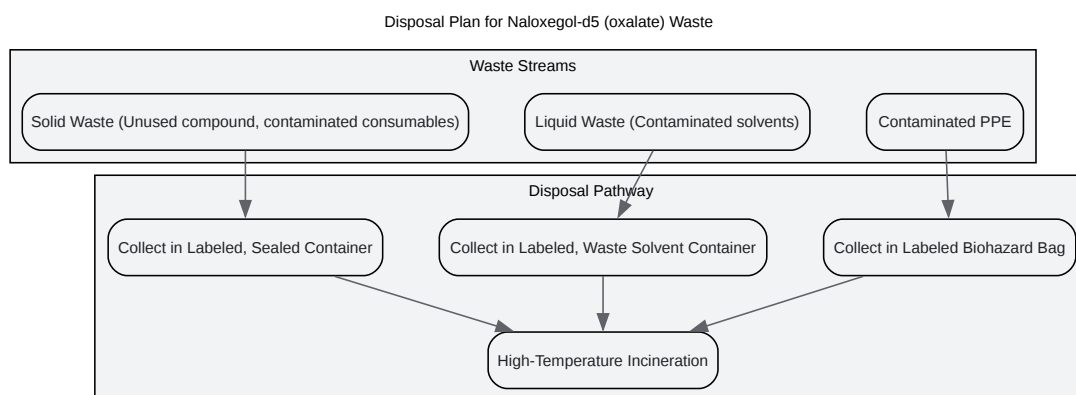 Disposal Plan for Naloxegol-d5 (oxalate) Waste
Waste Streams
Solid Waste (Unused compound, contaminated consumables)
Liquid Waste (Contaminated solvents)
Contaminated PPE
Disposal Pathway
Collect in Labeled, Sealed Container
Collect in Labeled, Waste Solvent Container
Collect in Labeled Biohazard Bag
High-Temperature Incineration